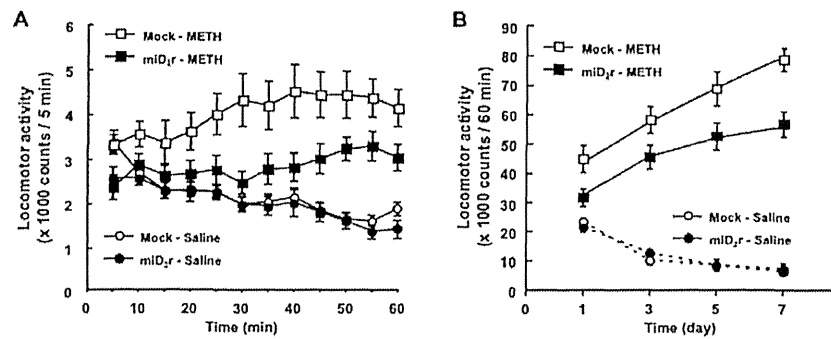 A
Locomotor activity
(x 1000 counts / 5 min)
6
5
4
3
2
1
0
Mock - METH
miD₂r - METH
Mock - Saline
miD₂r - Saline
0 10 20 30 40 50 60
Time (min)
B
Locomotor activity
(x 1000 counts / 60 min)
90
80
70
60
50
40
30
20
10
0
Mock - METH
miD₂r - METH
Mock - Saline
miD₂r - Saline
1 3 5 7
Time (day)